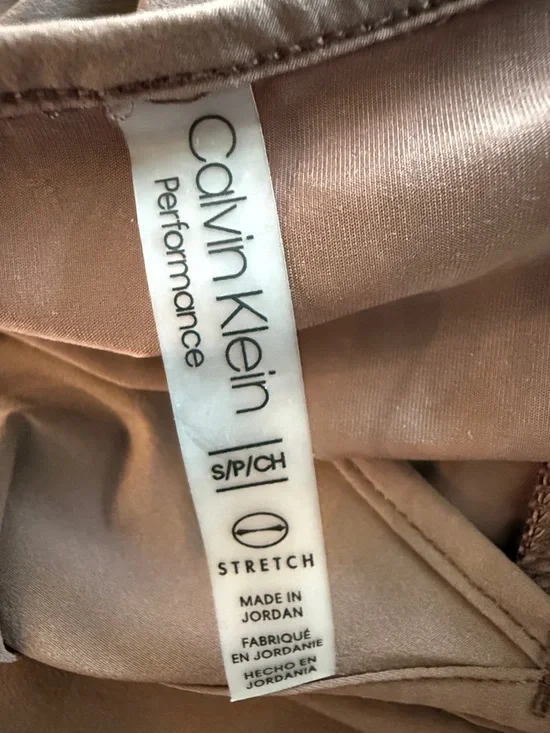 Calvin Klein
Performance
S/P/CH
STRETCH
MADE IN
JORDAN
FABRIQUÉ
EN JORDANIE
HECHO EN
JORDANIA